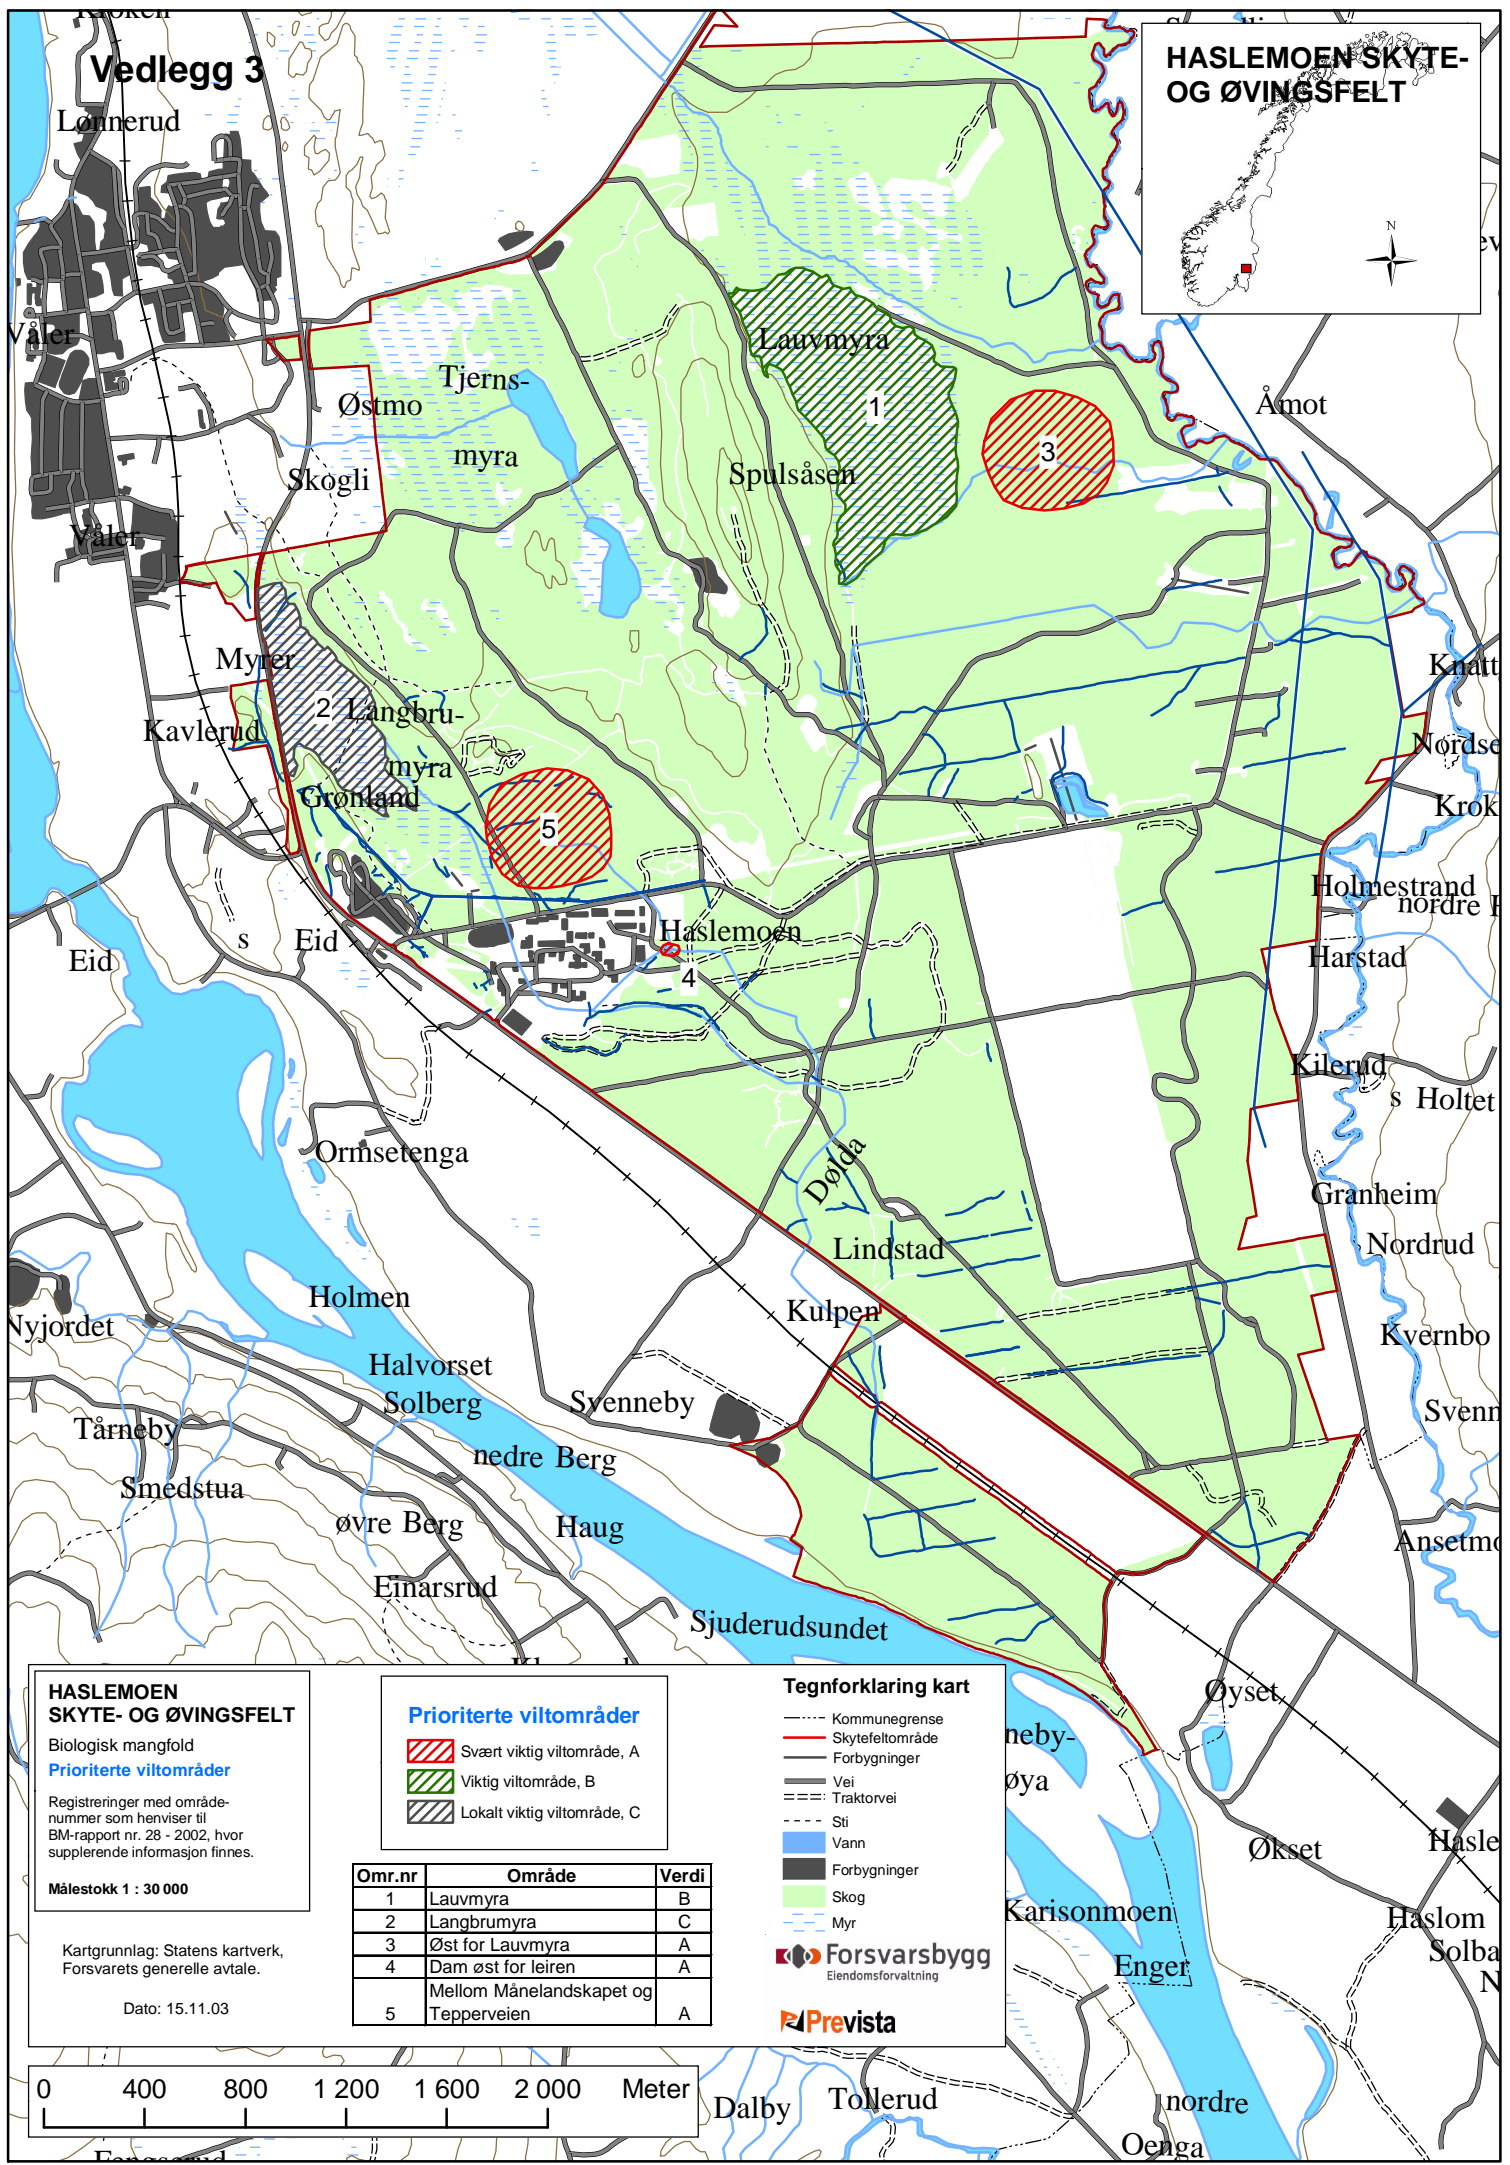 Vedlegg 3
HASLEMOEN SKYTE-
OG ØVINGSFELT
N
Lønnerud
Våler
Tjerns-
Østmo
myra
Skogli
Våler
Lauvmyra
1
3
Spulsåsen
Åmot
Myrer
2
Langbru-
Kavlerud
myra
Grønland
5
Knatt
Nordse
Krok
Holmestrand
nordre
Haslemoen
4
Harstad
s
Eid
Eid
Kilerud
s Holtet
Ormsetenga
Dølda
Granheim
Nordrud
Lindstad
Holmen
Kulpen
Nyjordet
Kvernbo
Halvorset
Solberg
Svenneby
Svenn
Tårneby
nedre Berg
Smedstua
øvre Berg
Haug
Ansetmo
Einarsrud
Sjuderudsundet
Øyset
neby-
øya
Økset
Hasle
Karisonmoen
Haslom
Solba
Enger
N
HASLEMOEN
SKYTE- OG ØVINGSFELT
Biologisk mangfold
Prioriterte viltområder
Registreringer med område-
nummer som henviser til
BM-rapport nr. 28 - 2002, hvor
supplerende informasjon finnes.
Målestokk 1 : 30 000
Kartgrunnlag: Statens kartverk,
Forsvarets generelle avtale.
Dato: 15.11.03
Prioriterte viltområder
Svært viktig viltområde, A
Viktig viltområde, B
Lokalt viktig viltområde, C
Omr.nr Område Verdi
1 Lauvmyra B
2 Langbrumyra C
3 Øst for Lauvmyra A
4 Dam øst for leiren A
5 Mellom Månelandskapet og
Tepperveien A
Tegnforklaring kart
Kommunegrense
Skytefeltområde
Forbygninger
Vei
Traktorvei
Sti
Vann
Forbygninger
Skog
Myr
Forsvarsbygg
Eiendomsforvaltning
Prevista
0 400 800 1 200 1 600 2 000 Meter
Dalby
Tollerud
nordre
Oenga